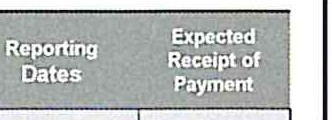 Reporting
Dates
Expected
Receipt of
Payment